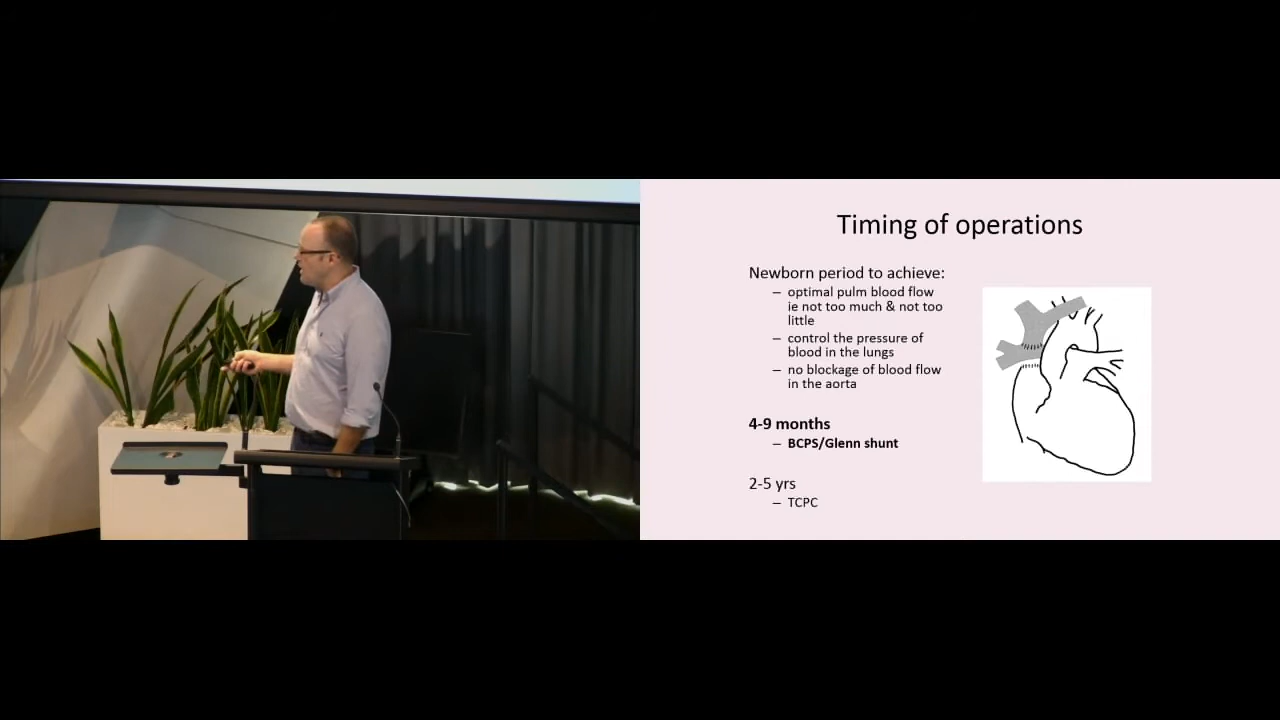 Timing of operations
Newborn period to achieve:
– optimal pulm blood flow
ie not too much & not too
little
– control the pressure of
blood in the lungs
– no blockage of blood flow
in the aorta
4-9 months
– BCPS/Glenn shunt
2-5 yrs
– TCPC